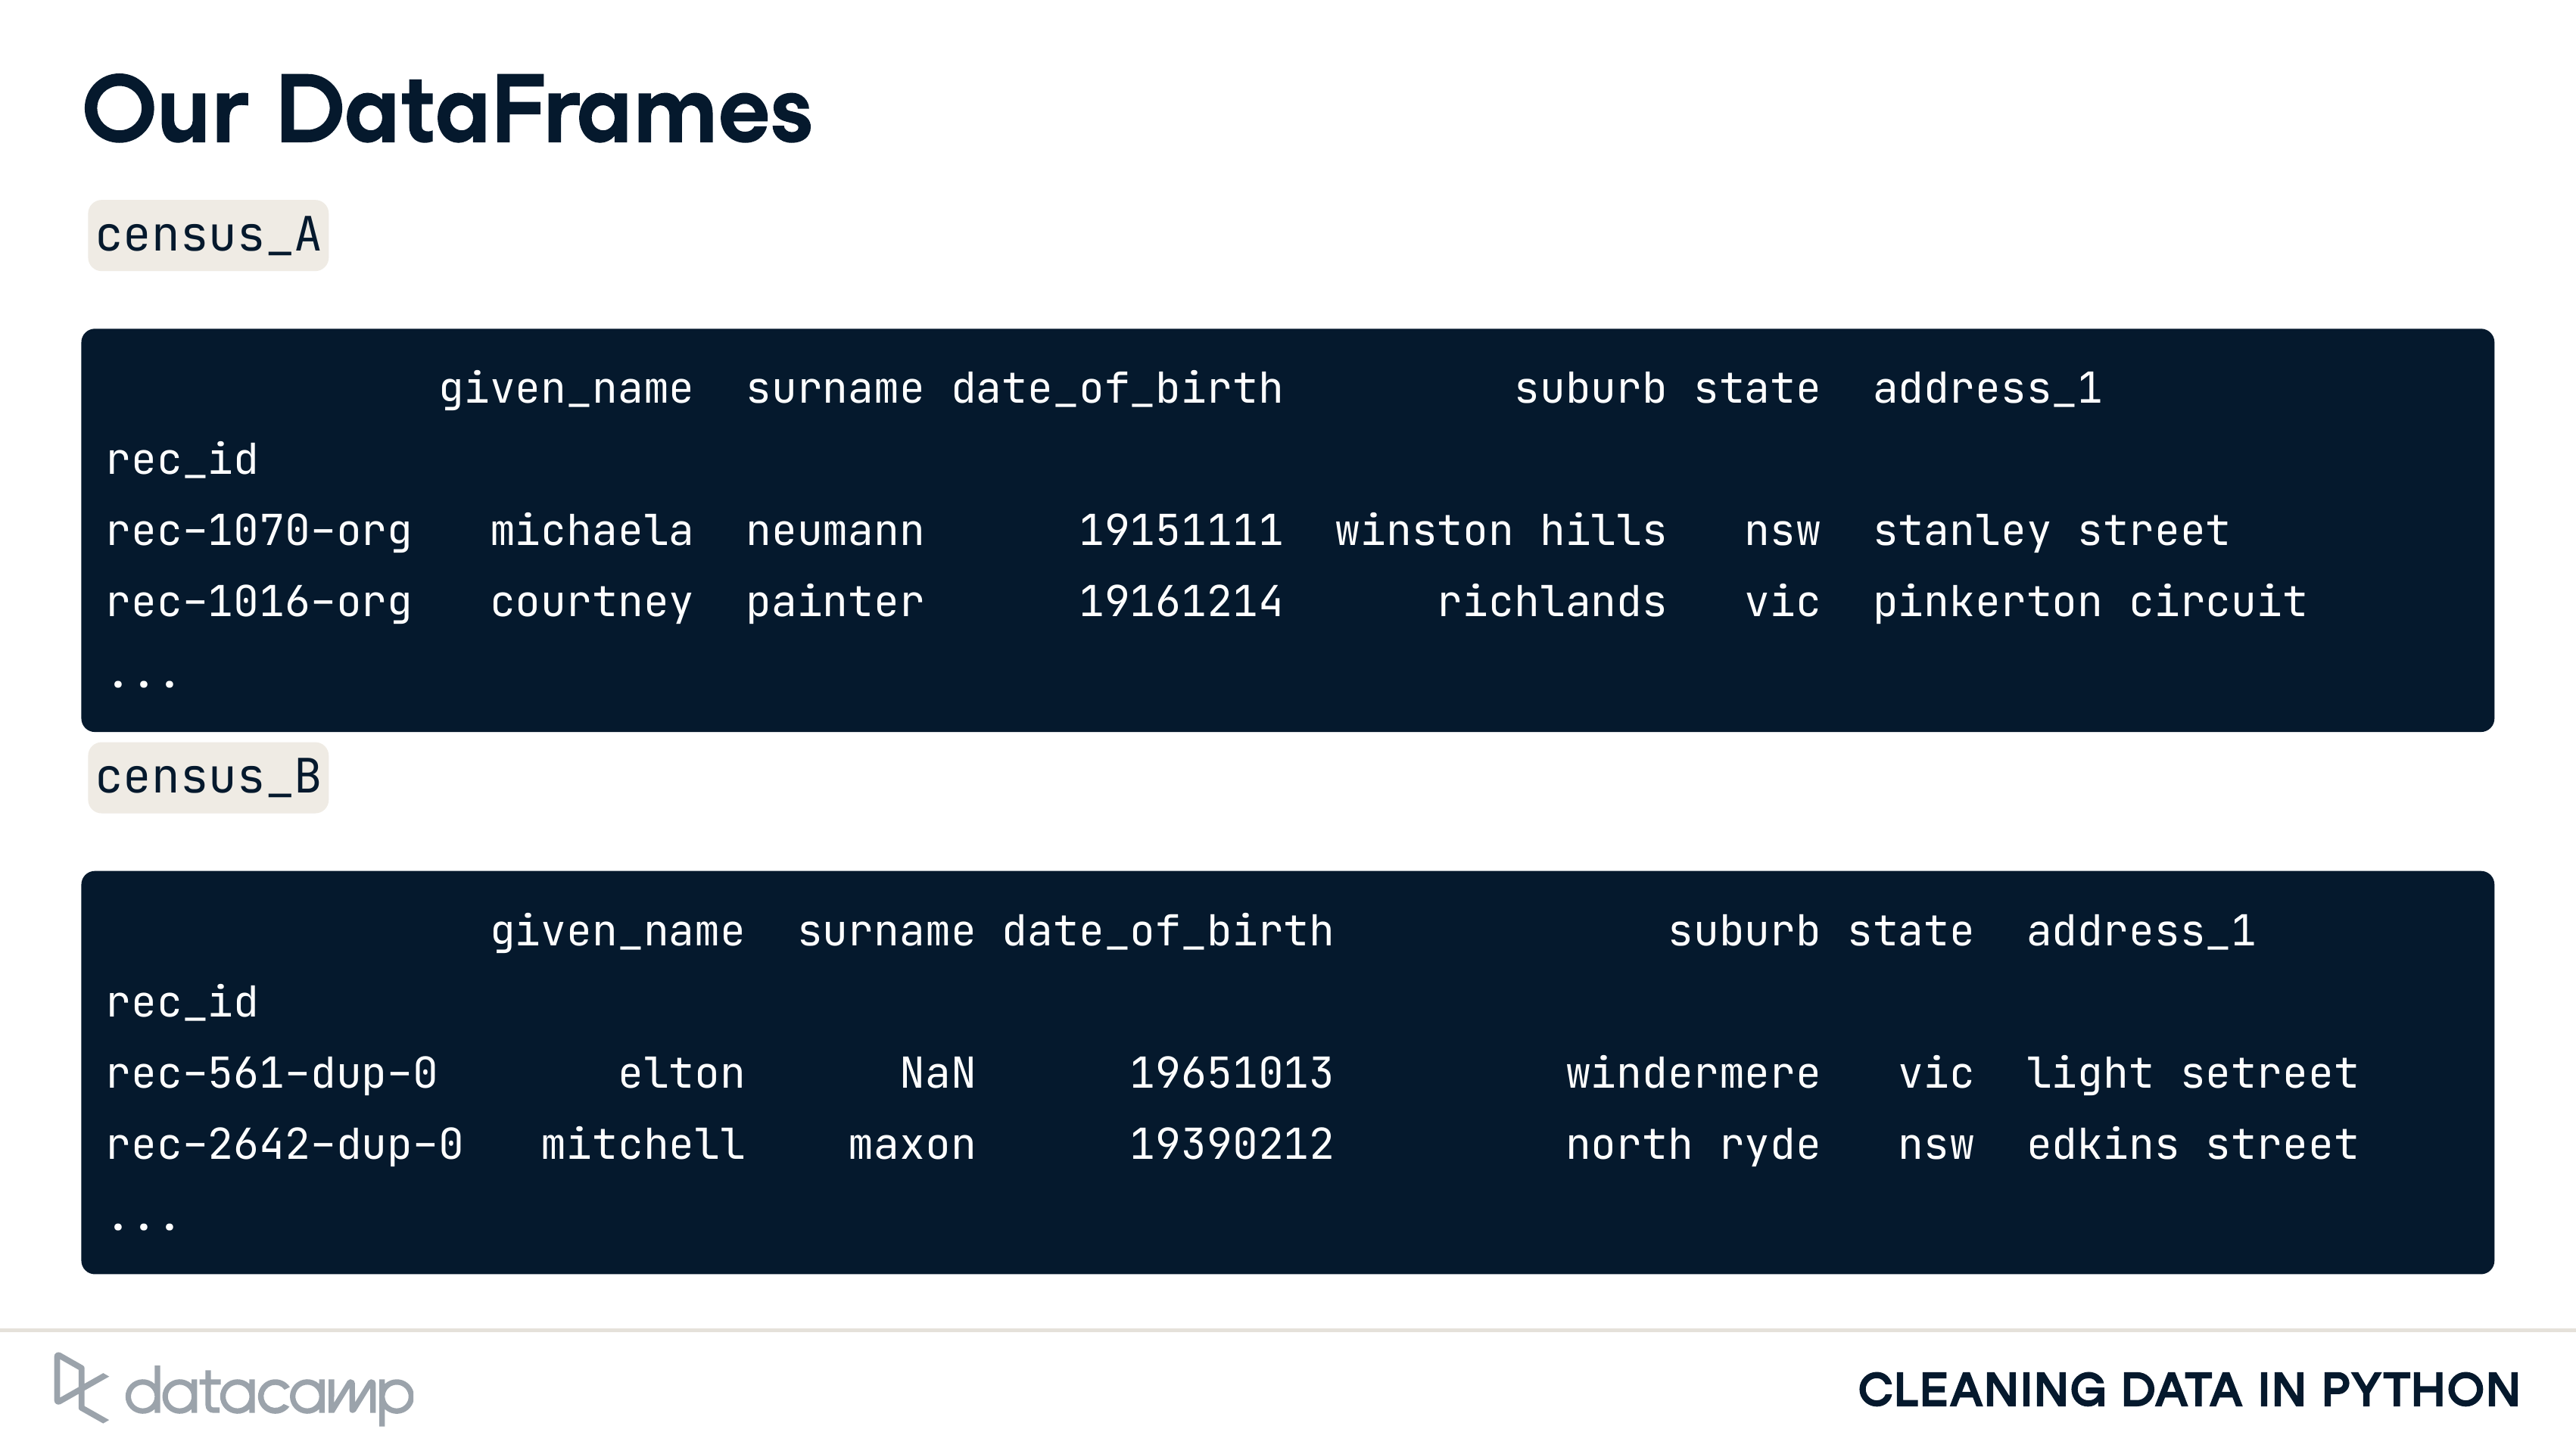 Our DataFrames
census_A
given_name surname date_of_birth suburb state address_1
rec_id
rec-1070-org michaela neumann 19151111 winston hills nsw stanley street
rec-1016-org courtney painter 19161214 richlands vic pinkerton circuit
...
census_B
given_name surname date_of_birth suburb state address_1
rec_id
rec-561-dup-0 elton NaN 19651013 windermere vic light setreet
rec-2642-dup-0 mitchell maxon 19390212 north ryde nsw edkins street
...
datacamp
CLEANING DATA IN PYTHON